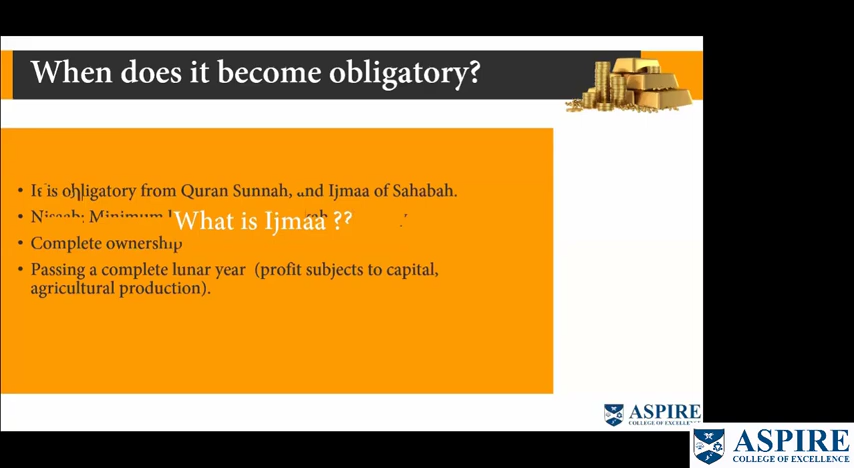 When does it become obligatory?
• It is obligatory from Quran Sunnah, and Ijmaa of Sahabah.
• Nisaab: Minimum
What is Ijmaa ??
• Complete ownership
• Passing a complete lunar year (profit subjects to capital,
agricultural production).
ASPIRE
COLLEGE OF EXCELLENCE
ASPIRE
COLLEGE OF EXCELLENCE